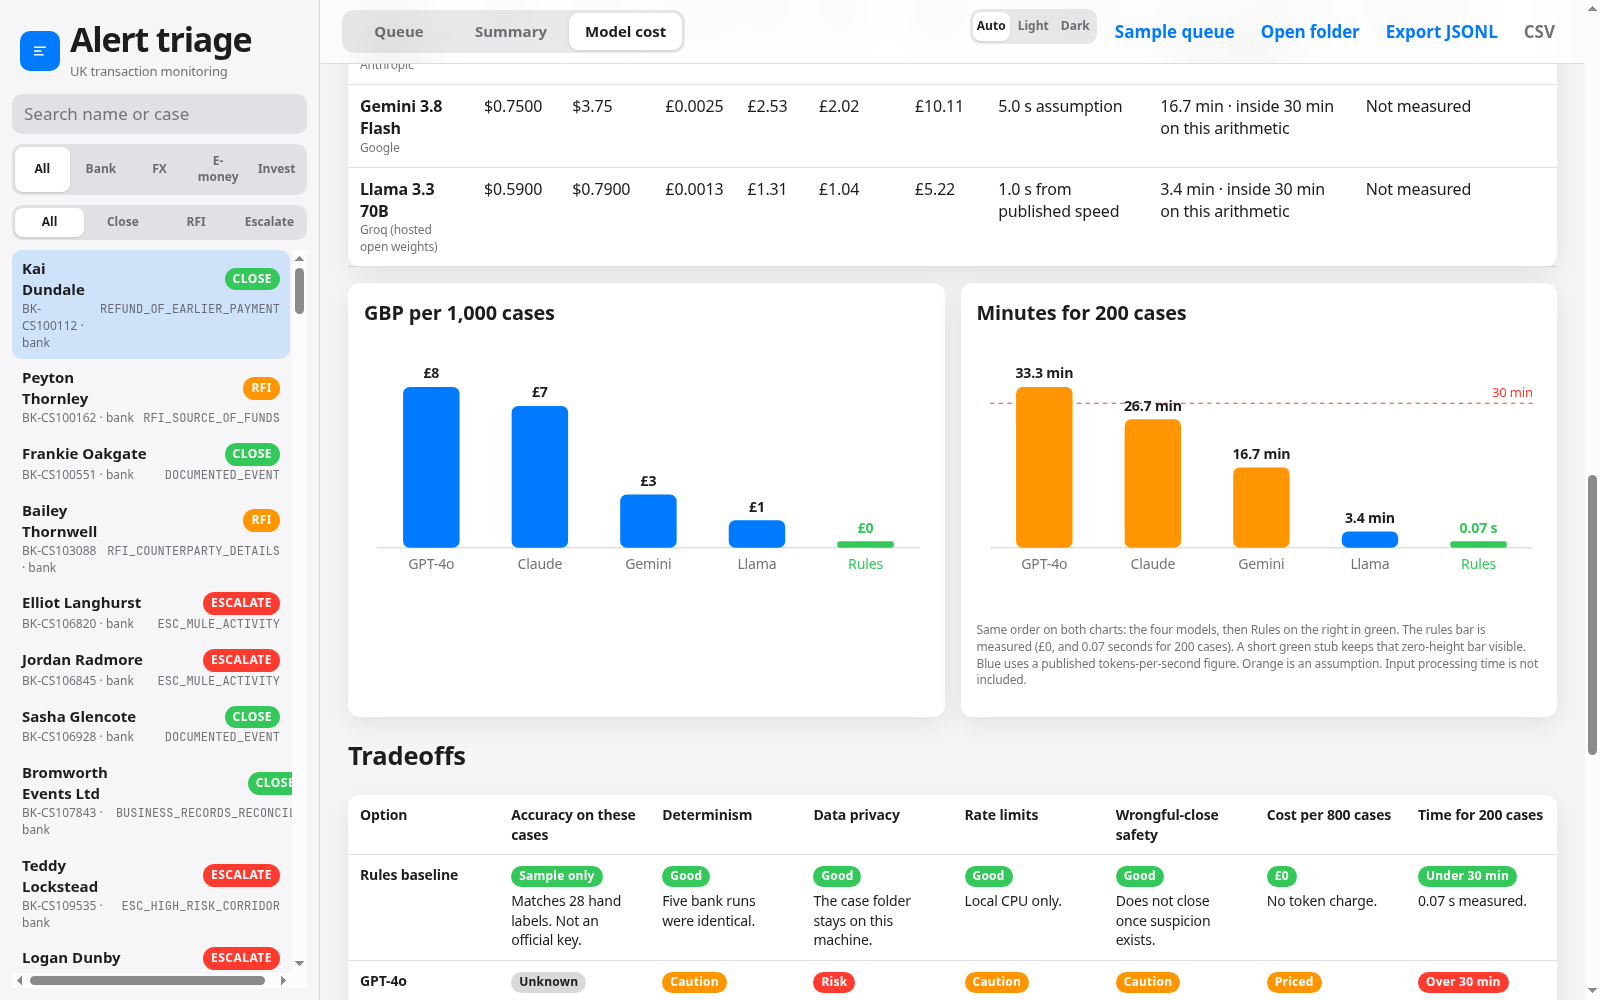 Alert triage
UK transaction monitoring
Search name or case
All Bank FX E-money Invest
All Close RFI Escalate
Kai Dundale CLOSE
BK-CS100112 · bank REFUND_OF_EARLIER_PAYMENT
Peyton Thornley RFI
BK-CS100162 · bank RFI_SOURCE_OF_FUNDS
Frankie Oakgate CLOSE
BK-CS100551 · bank DOCUMENTED_EVENT
Bailey Thornwell RFI
BK-CS103088 · bank RFI_COUNTERPARTY_DETAILS
Elliot Langhurst ESCALATE
BK-CS106820 · bank ESC_MULE_ACTIVITY
Jordan Radmore ESCALATE
BK-CS106845 · bank ESC_MULE_ACTIVITY
Sasha Glencote CLOSE
BK-CS106928 · bank DOCUMENTED_EVENT
Bromworth Events Ltd CLOSE
BK-CS107843 · bank BUSINESS_RECORDS_RECONCIL
Teddy Lockstead ESCALATE
BK-CS109535 · bank ESC_HIGH_RISK_CORRIDOR
Logan Dunby ESCALATE
Queue Summary Model cost
Auto Light Dark
Sample queue Open folder Export JSONL CSV
Anthropic
Gemini 3.8 Flash $0.7500 $3.75 £0.0025 £2.53 £2.02 £10.11 5.0 s assumption 16.7 min · inside 30 min on this arithmetic Not measured
Google
Llama 3.3 70B $0.5900 $0.7900 £0.0013 £1.31 £1.04 £5.22 1.0 s from published speed 3.4 min · inside 30 min on this arithmetic Not measured
Groq (hosted open weights)
GBP per 1,000 cases
£8 £7 £3 £1 £0
GPT-4o Claude Gemini Llama Rules
Minutes for 200 cases
33.3 min 26.7 min 16.7 min 3.4 min 0.07 s
30 min
GPT-4o Claude Gemini Llama Rules
Same order on both charts: the four models, then Rules on the right in green. The rules bar is
measured (£0, and 0.07 seconds for 200 cases). A short green stub keeps that zero-height bar visible.
Blue uses a published tokens-per-second figure. Orange is an assumption. Input processing time is not
included.
Tradeoffs
Option Accuracy on these cases Determinism Data privacy Rate limits Wrongful-close safety Cost per 800 cases Time for 200 cases
Rules baseline Sample only Good Good Good Good £0 Under 30 min
Matches 28 hand labels. Not an official key. Five bank runs were identical. The case folder stays on this machine. Local CPU only. Does not close once suspicion exists. No token charge. 0.07 s measured.
GPT-4o Unknown Caution Risk Caution Caution Priced Over 30 min